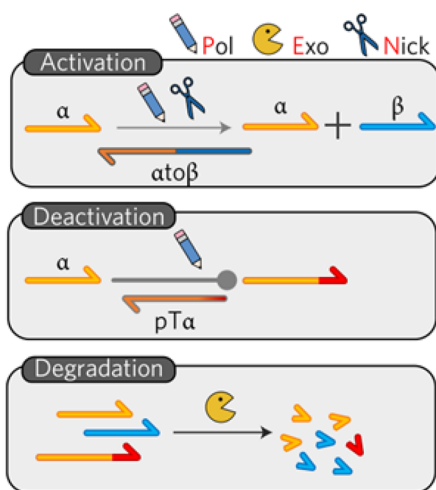 Pol Exo Nick
Activation
α α β
+
αtoβ
Deactivation
α
pTα
Degradation